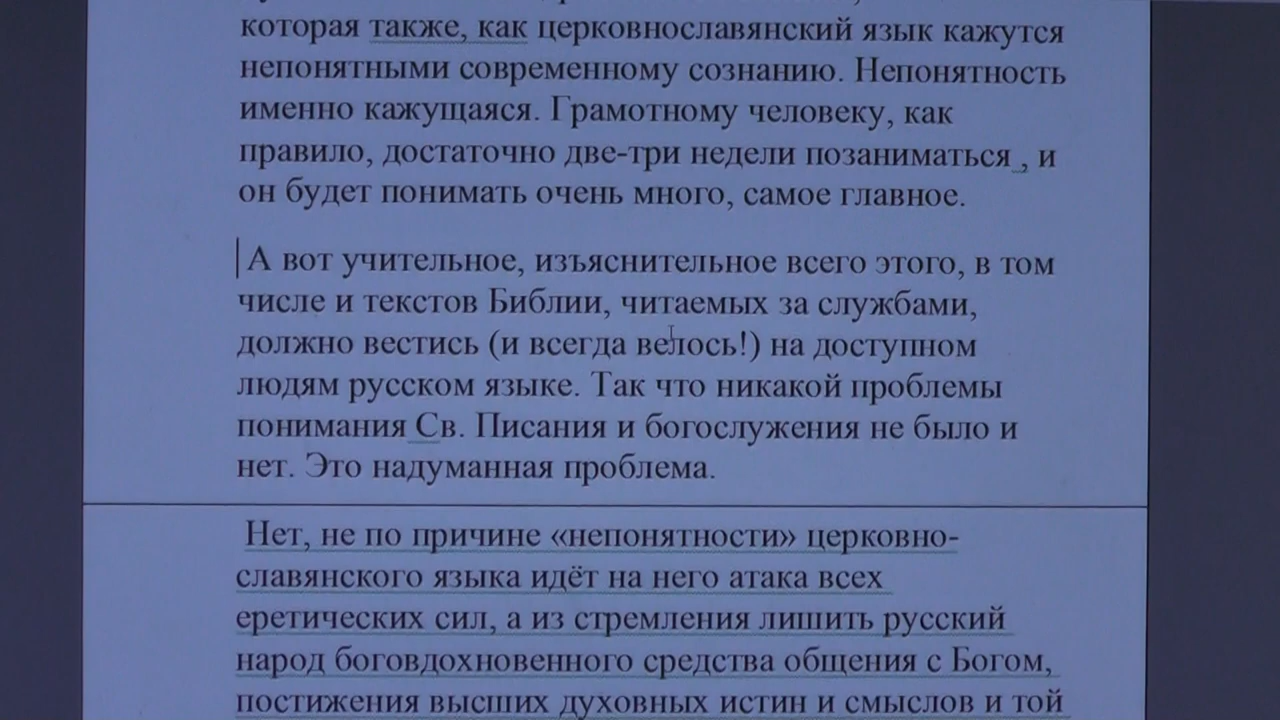 которая также, как церковнославянский язык кажутся
непонятными современному сознанию. Непонятность
именно кажущаяся. Грамотному человеку, как
правило, достаточно две-три недели позаниматься , и
он будет понимать очень много, самое главное.
А вот учительное, изъяснительное всего этого, в том
числе и текстов Библии, читаемых за службами,
должно вестись (и всегда велось!) на доступном
людям русском языке. Так что никакой проблемы
понимания Св. Писания и богослужения не было и
нет. Это надуманная проблема.
Нет, не по причине «непонятности» церковно-
славянского языка идёт на него атака всех
еретических сил, а из стремления лишить русский
народ боговдохновенного средства общения с Богом,
постижения высших духовных истин и смыслов и той